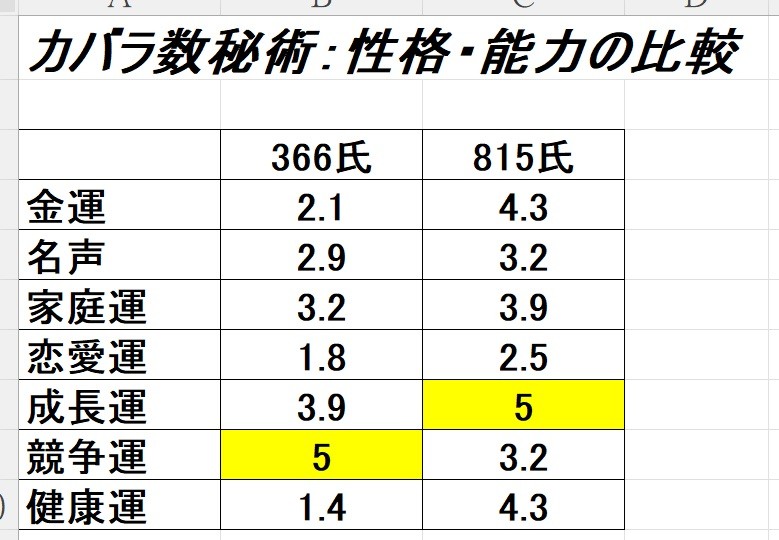 A B C D
カバラ数秘術：性格・能力の比較
366氏 815氏
金運 2.1 4.3
名声 2.9 3.2
家庭運 3.2 3.9
恋愛運 1.8 2.5
成長運 3.9 5
競争運 5 3.2
健康運 1.4 4.3